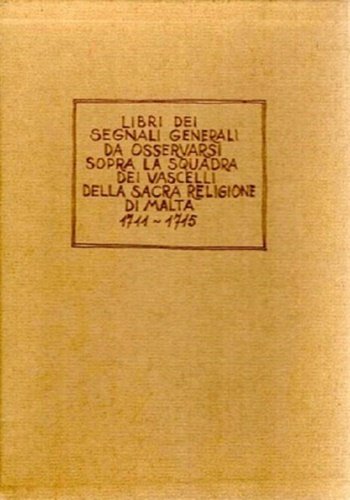 LIBRI DEI
SEGNALI GENERALI
DA OSSERVARSI
SOPRA LA SQUADRA
DEI VASCELLI
DELLA SACRA RELIGIONE
DI MALTA
1711~1715